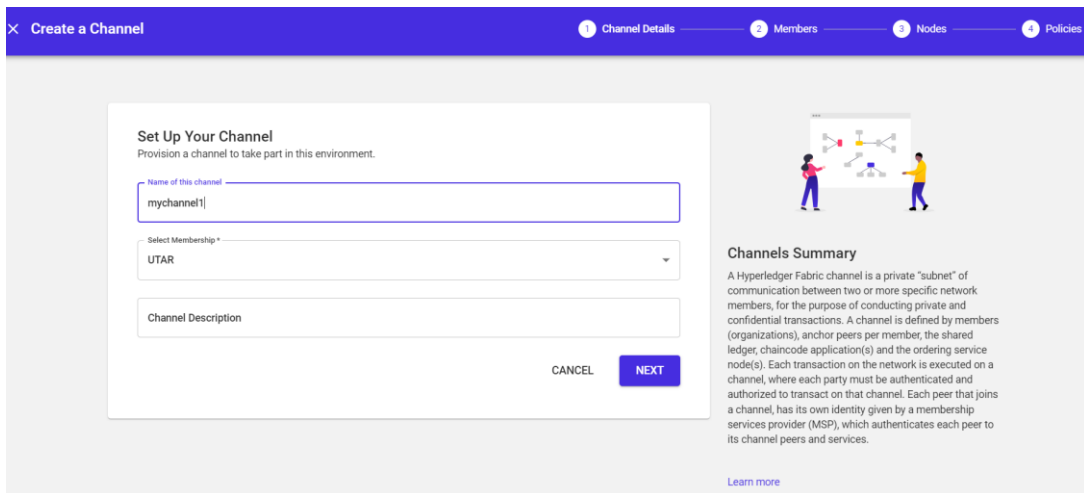 Create a Channel
1 Channel Details
2 Members
3 Nodes
4 Policies
Set Up Your Channel
Provision a channel to take part in this environment.
Name of this channel
mychannel1
Select Membership *
UTAR
Channel Description
CANCEL
NEXT
Channels Summary
A Hyperledger Fabric channel is a private “subnet” of
communication between two or more specific network
members, for the purpose of conducting private and
confidential transactions. A channel is defined by members
(organizations), anchor peers per member, the shared
ledger, chaincode application(s) and the ordering service
node(s). Each transaction on the network is executed on a
channel, where each party must be authenticated and
authorized to transact on that channel. Each peer that joins
a channel, has its own identity given by a membership
services provider (MSP), which authenticates each peer to
its channel peers and services.
Learn more